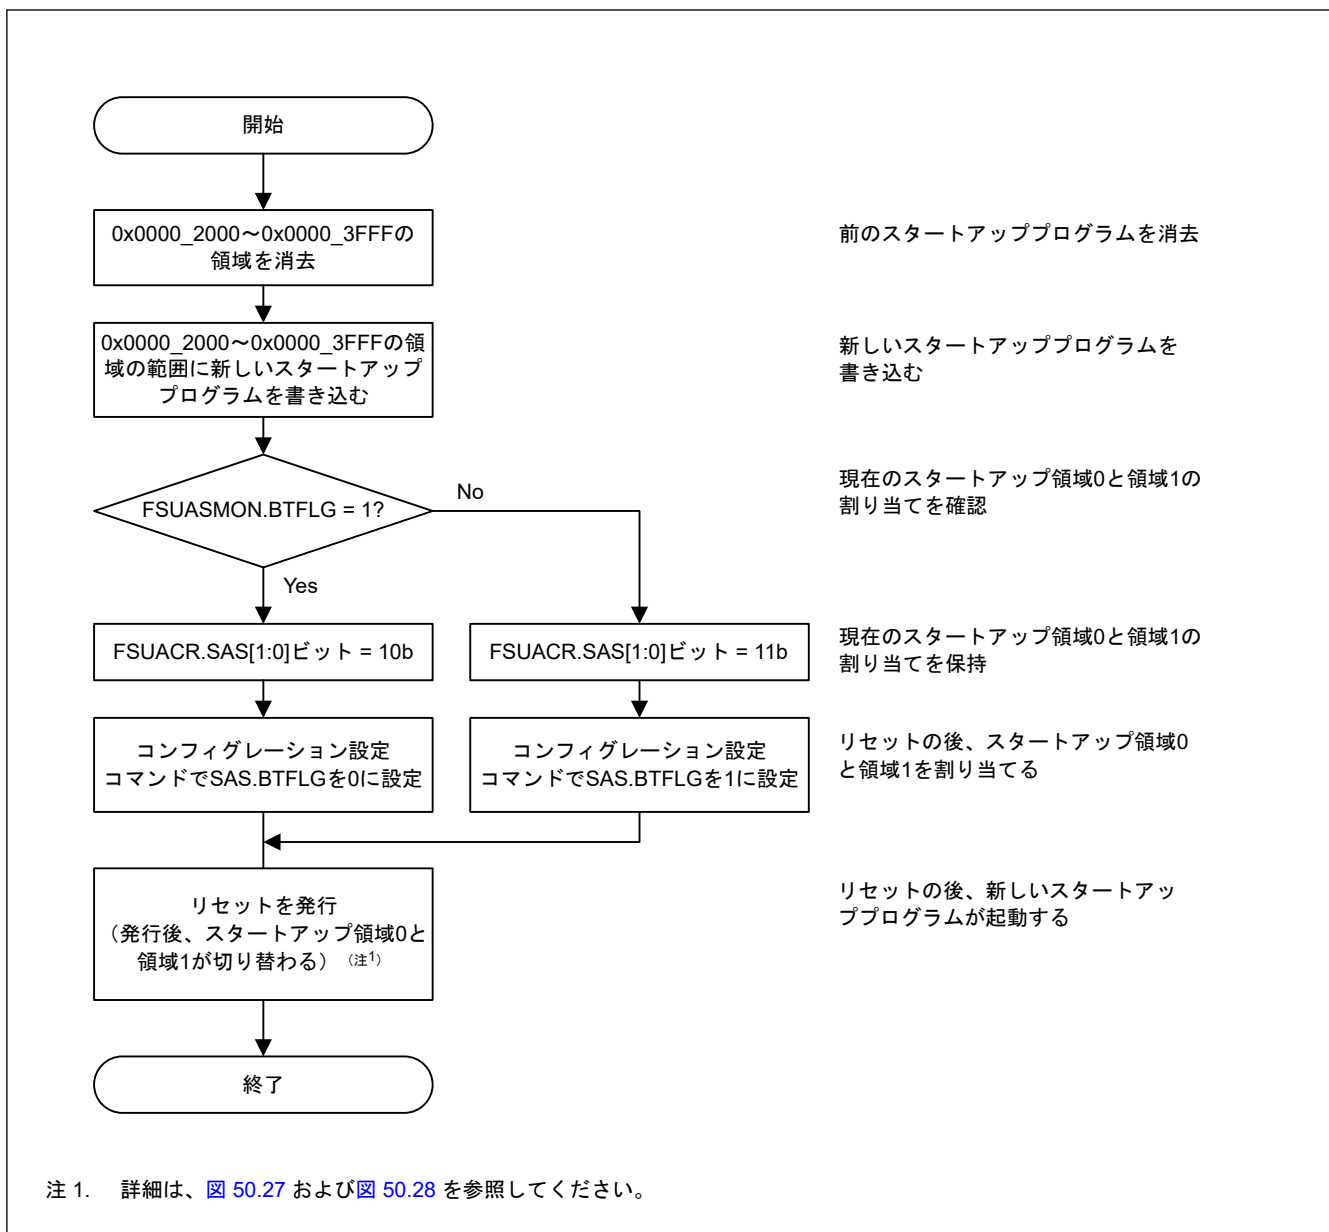 開始
0x0000_2000～0x0000_3FFFの
領域を消去
前のスタートアッププログラムを消去
0x0000_2000～0x0000_3FFFの領
域の範囲に新しいスタートアップ
プログラムを書き込む
新しいスタートアッププログラムを
書き込む
FSUASMON.BTFLG = 1?
No
Yes
現在のスタートアップ領域0と領域1の
割り当てを確認
FSUACR.SAS[1:0]ビット = 10b
FSUACR.SAS[1:0]ビット = 11b
現在のスタートアップ領域0と領域1の
割り当てを保持
コンフィグレーション設定
コマンドでSAS.BTFLGを0に設定
コンフィグレーション設定
コマンドでSAS.BTFLGを1に設定
リセットの後、スタートアップ領域0
と領域1を割り当てる
リセットを発行
（発行後、スタートアップ領域0と
領域1が切り替わる）（注1）
リセットの後、新しいスタートアッ
ププログラムが起動する
終了
注 1. 詳細は、図 50.27 および図 50.28 を参照してください。